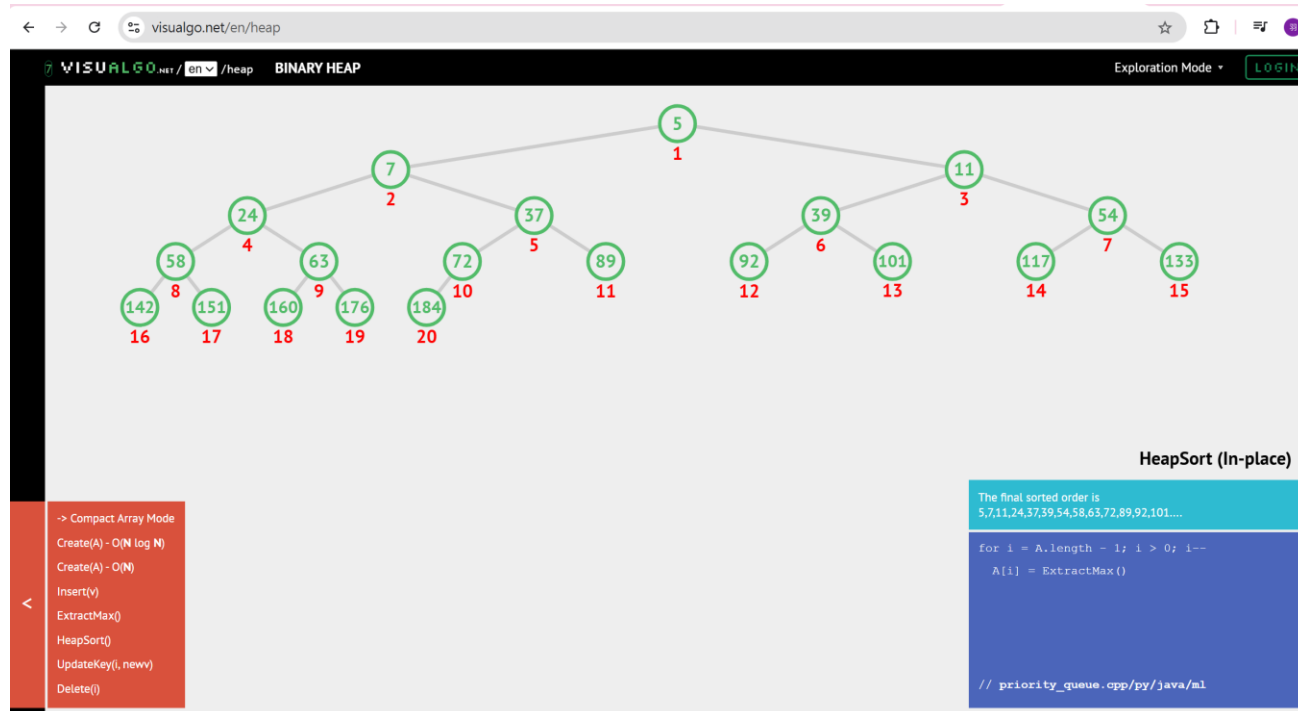 visualgo.net/en/heap
7 VISUALGO.NET / en /heap BINARY HEAP Exploration Mode LOGIN
5
1
7 11
2 3
24 37 39 54
4 5 6 7
58 63 72 89 92 101 117 133
8 9 10 11 12 13 14 15
142 151 160 176 184
16 17 18 19 20
HeapSort (In-place)
The final sorted order is
5,7,11,24,37,39,54,58,63,72,89,92,101....
-> Compact Array Mode
Create(A) - O(N log N)
Create(A) - O(N)
Insert(v)
ExtractMax()
HeapSort()
UpdateKey(i, newv)
Delete(i)
<
for i = A.length - 1; i > 0; i--
A[i] = ExtractMax()
// priority_queue.cpp/py/java/ml